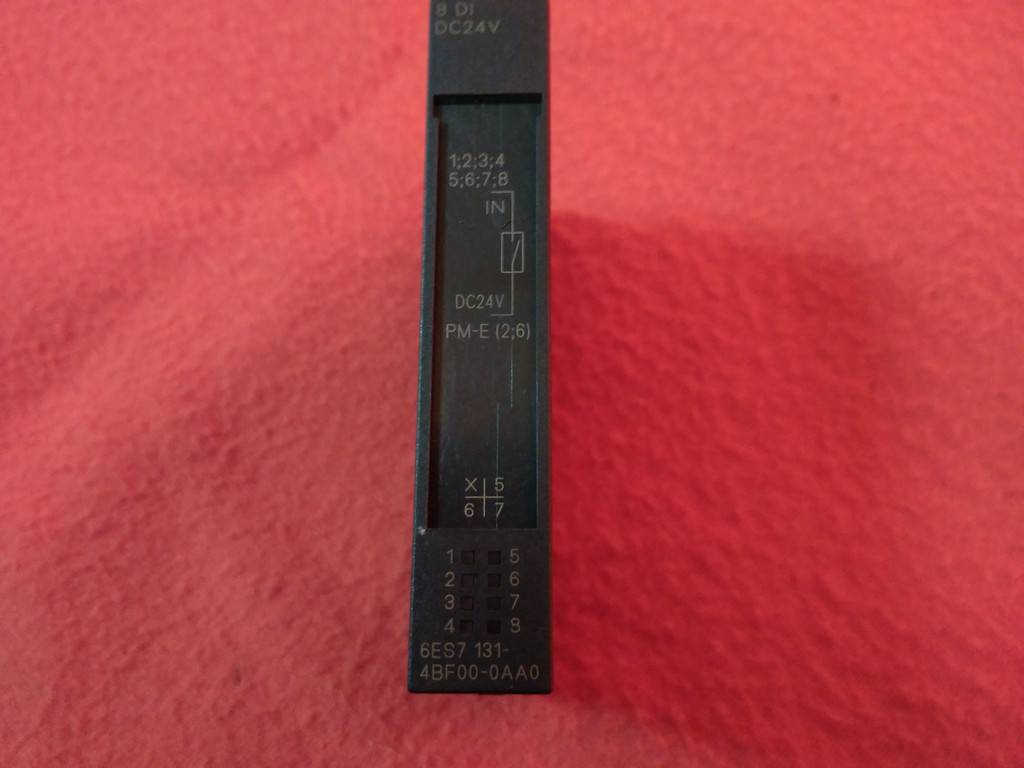 8 DI
DC24V
1;2;3;4
5;6;7;8
IN
DC24V
PM-E (2;6)
X 5
6 7
1 5
2 6
3 7
4 8
6ES7 131-
4BF00-0AA0